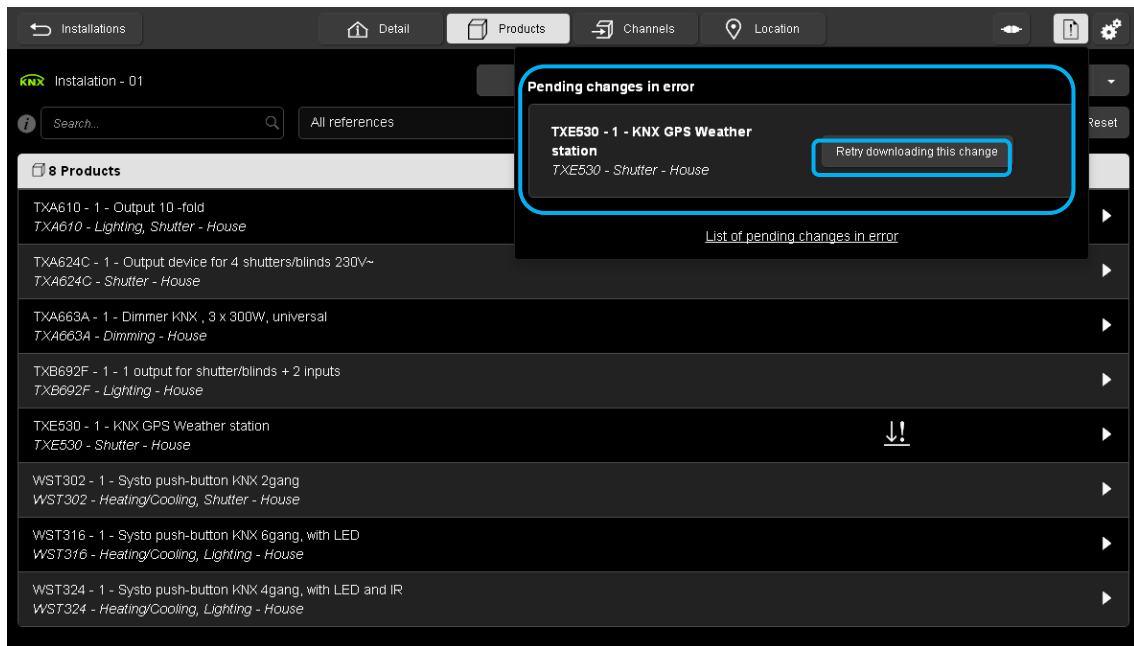 Installations
Detail
Products
Channels
Location
KNX Instalation - 01
Search...
All references
Reset
Pending changes in error
TXE530 - 1 - KNX GPS Weather
station
TXE530 - Shutter - House
Retry downloading this change
List of pending changes in error
8 Products
TXA610 - 1 - Output 10 -fold
TXA610 - Lighting, Shutter - House
TXA624C - 1 - Output device for 4 shutters/blinds 230V~
TXA624C - Shutter - House
TXA663A - 1 - Dimmer KNX , 3 x 300W, universal
TXA663A - Dimming - House
TXB692F - 1 - 1 output for shutter/blinds + 2 inputs
TXB692F - Lighting - House
TXE530 - 1 - KNX GPS Weather station
TXE530 - Shutter - House
WST302 - 1 - Systo push-button KNX 2gang
WST302 - Heating/Cooling, Shutter - House
WST316 - 1 - Systo push-button KNX 6gang, with LED
WST316 - Heating/Cooling, Lighting - House
WST324 - 1 - Systo push-button KNX 4gang, with LED and IR
WST324 - Heating/Cooling, Lighting - House